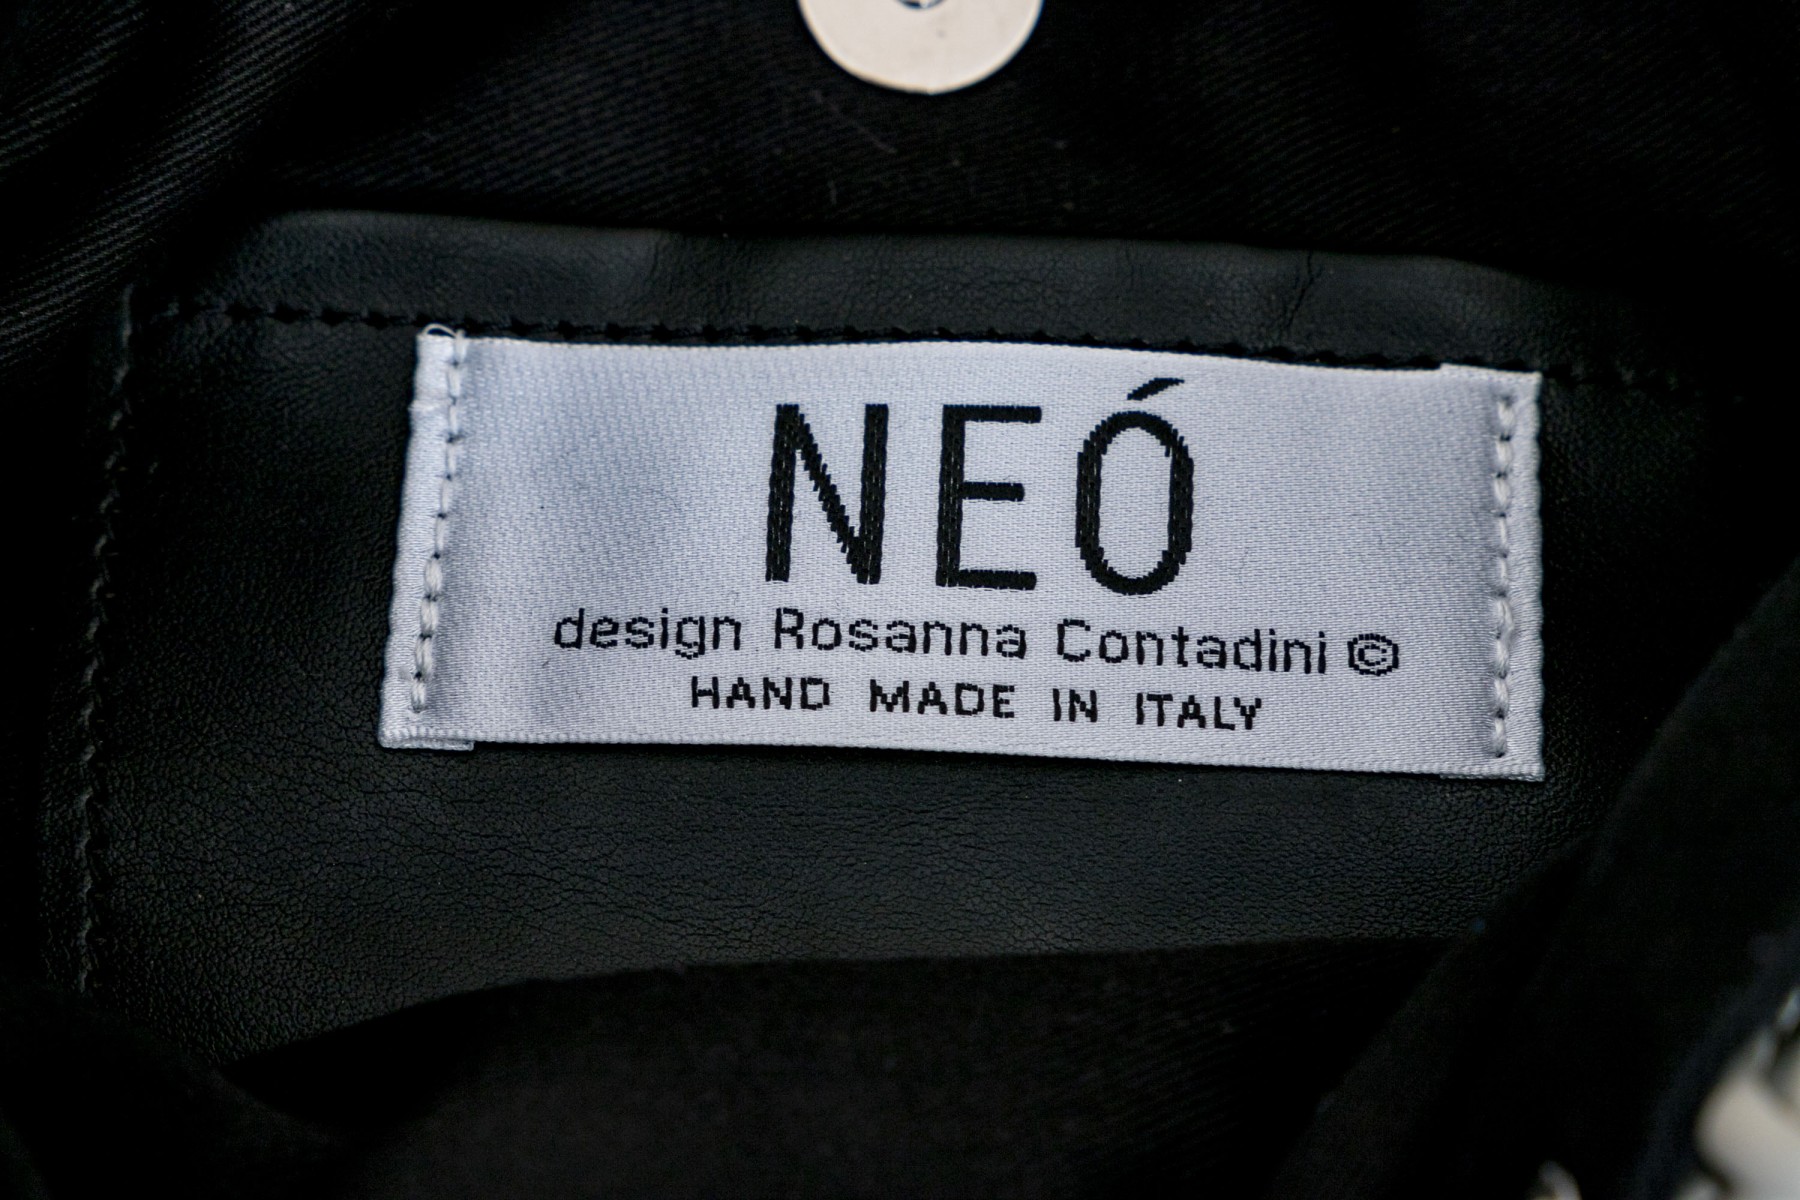 NEÓ
design Rosanna Contadini ©
HAND MADE IN ITALY